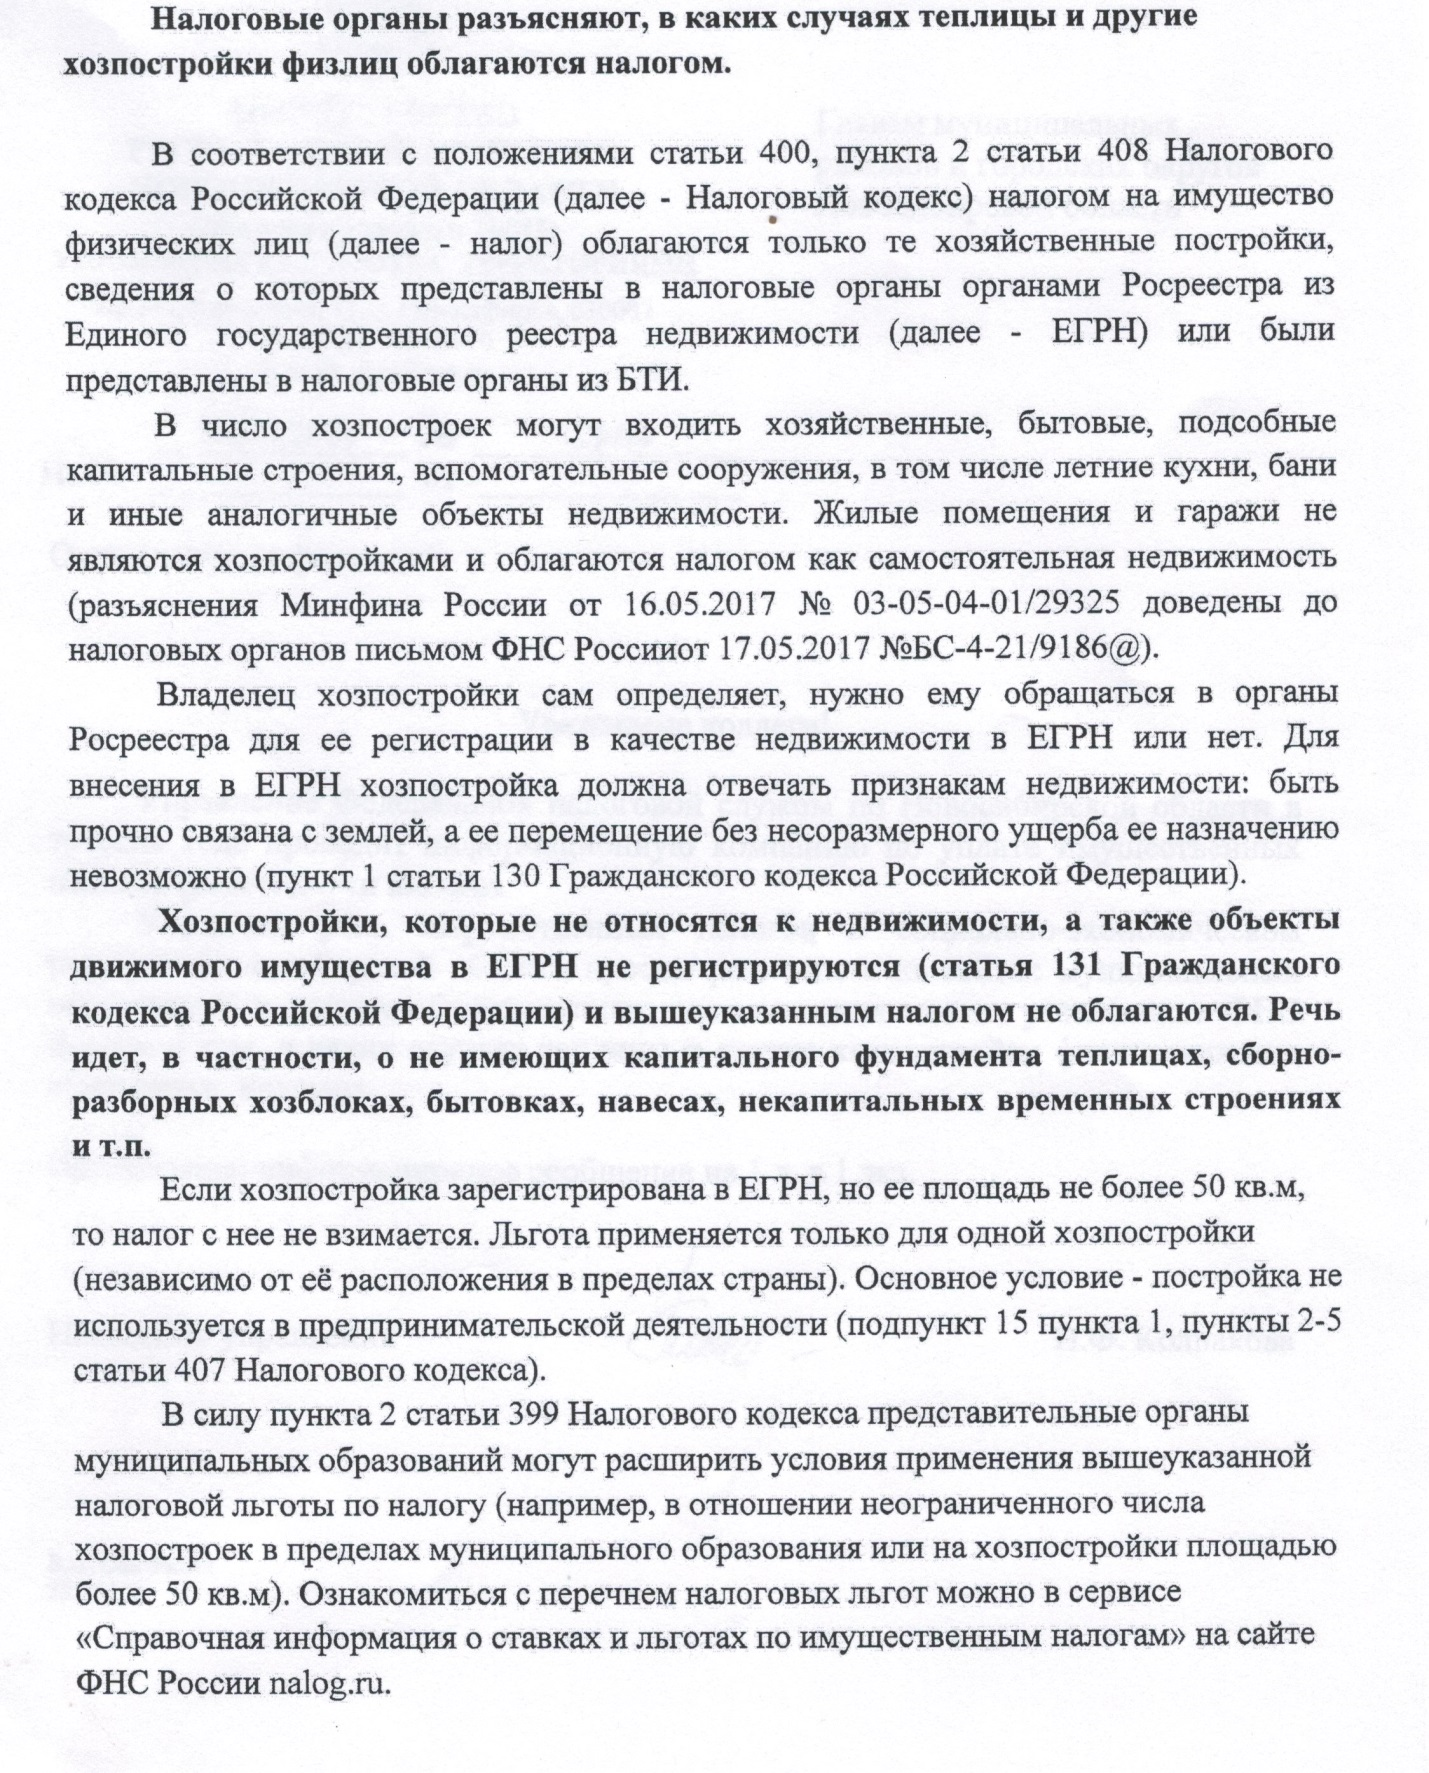 Налоговые органы разъясняют, в каких случаях теплицы и другие
хозпостройки физлиц облагаются налогом.
В соответствии с положениями статьи 400, пункта 2 статьи 408 Налогового
кодекса Российской Федерации (далее - Налоговый кодекс) налогом на имущество
физических лиц (далее - налог) облагаются только те хозяйственные постройки,
сведения о которых представлены в налоговые органы органами Росреестра из
Единого государственного реестра недвижимости (далее - ЕГРН) или были
представлены в налоговые органы из БТИ.
В число хозпостроек могут входить хозяйственные, бытовые, подсобные
капитальные строения, вспомогательные сооружения, в том числе летние кухни, бани
и иные аналогичные объекты недвижимости. Жилые помещения и гаражи не
являются хозпостройками и облагаются налогом как самостоятельная недвижимость
(разъяснения Минфина России от 16.05.2017 № 03-05-04-01/29325 доведены до
налоговых органов письмом ФНС Россииот 17.05.2017 №БС-4-21/9186@).
Владелец хозпостройки сам определяет, нужно ему обращаться в органы
Росреестра для ее регистрации в качестве недвижимости в ЕГРН или нет. Для
внесения в ЕГРН хозпостройка должна отвечать признакам недвижимости: быть
прочно связана с землей, а ее перемещение без несоразмерного ущерба ее назначению
невозможно (пункт 1 статьи 130 Гражданского кодекса Российской Федерации).
Хозпостройки, которые не относятся к недвижимости, а также объекты
движимого имущества в ЕГРН не регистрируются (статья 131 Гражданского
кодекса Российской Федерации) и вышеуказанным налогом не облагаются. Речь
идет, в частности, о не имеющих капитального фундамента теплицах, сборно-
разборных хозблоках, бытовках, навесах, некапитальных временных строениях
и т.п.
Если хозпостройка зарегистрирована в ЕГРН, но ее площадь не более 50 кв.м,
то налог с нее не взимается. Льгота применяется только для одной хозпостройки
(независимо от её расположения в пределах страны). Основное условие - постройка не
используется в предпринимательской деятельности (подпункт 15 пункта 1, пункты 2-5
статьи 407 Налогового кодекса).
В силу пункта 2 статьи 399 Налогового кодекса представительные органы
муниципальных образований могут расширить условия применения вышеуказанной
налоговой льготы по налогу (например, в отношении неограниченного числа
хозпостроек в пределах муниципального образования или на хозпостройки площадью
более 50 кв.м). Ознакомиться с перечнем налоговых льгот можно в сервисе
«Справочная информация о ставках и льготах по имущественным налогам» на сайте
ФНС России nalog.ru.